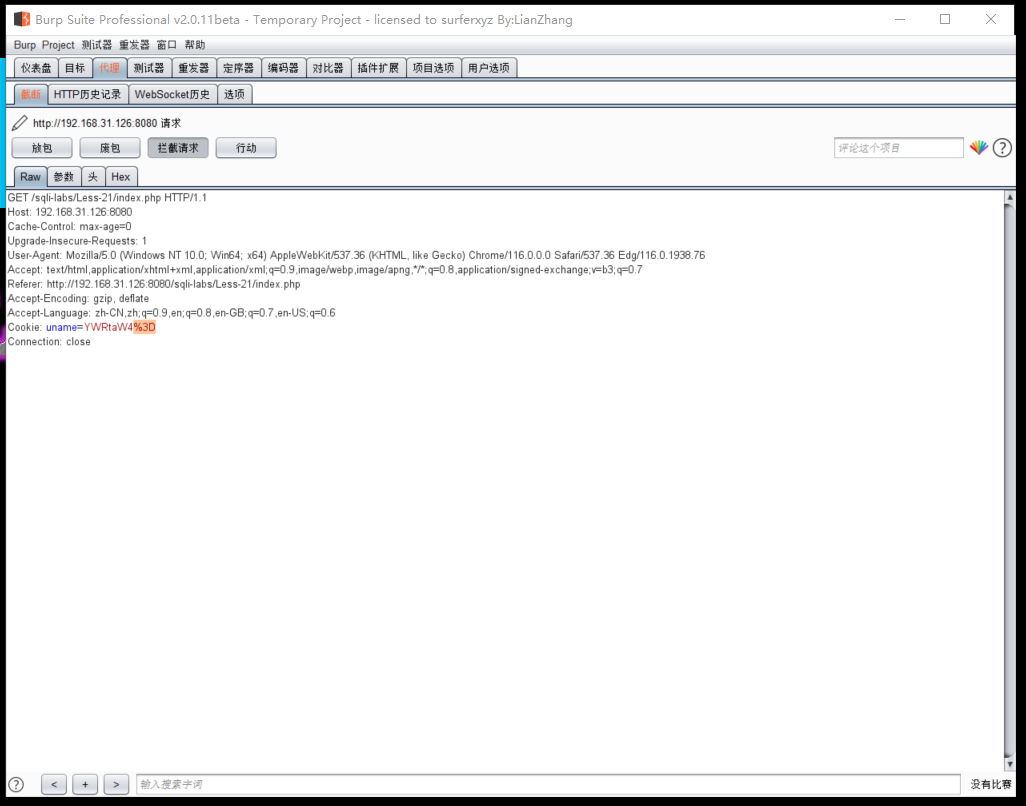 Burp Suite Professional v2.0.11beta - Temporary Project - licensed to surferxyz By:LianZhang
Burp Project 测试器 重发器 窗口 帮助
仪表盘 目标 代理 测试器 重发器 定序器 编码器 对比器 插件扩展 项目选项 用户选项
截断 HTTP历史记录 WebSocket历史 选项
http://192.168.31.126:8080 请求
放包 废包 拦截请求 行动 评论这个项目
Raw 参数 头 Hex
GET /sqli-labs/Less-21/index.php HTTP/1.1
Host: 192.168.31.126:8080
Cache-Control: max-age=0
Upgrade-Insecure-Requests: 1
User-Agent: Mozilla/5.0 (Windows NT 10.0; Win64; x64) AppleWebKit/537.36 (KHTML, like Gecko) Chrome/116.0.0.0 Safari/537.36 Edg/116.0.1938.76
Accept: text/html,application/xhtml+xml,application/xml;q=0.9,image/webp,image/apng,*/*;q=0.8,application/signed-exchange;v=b3;q=0.7
Referer: http://192.168.31.126:8080/sqli-labs/Less-21/index.php
Accept-Encoding: gzip, deflate
Accept-Language: zh-CN,zh;q=0.9,en;q=0.8,en-GB;q=0.7,en-US;q=0.6
Cookie: uname=YWRtaW4%3D
Connection: close
? < + > 输入搜索字词 没有比赛